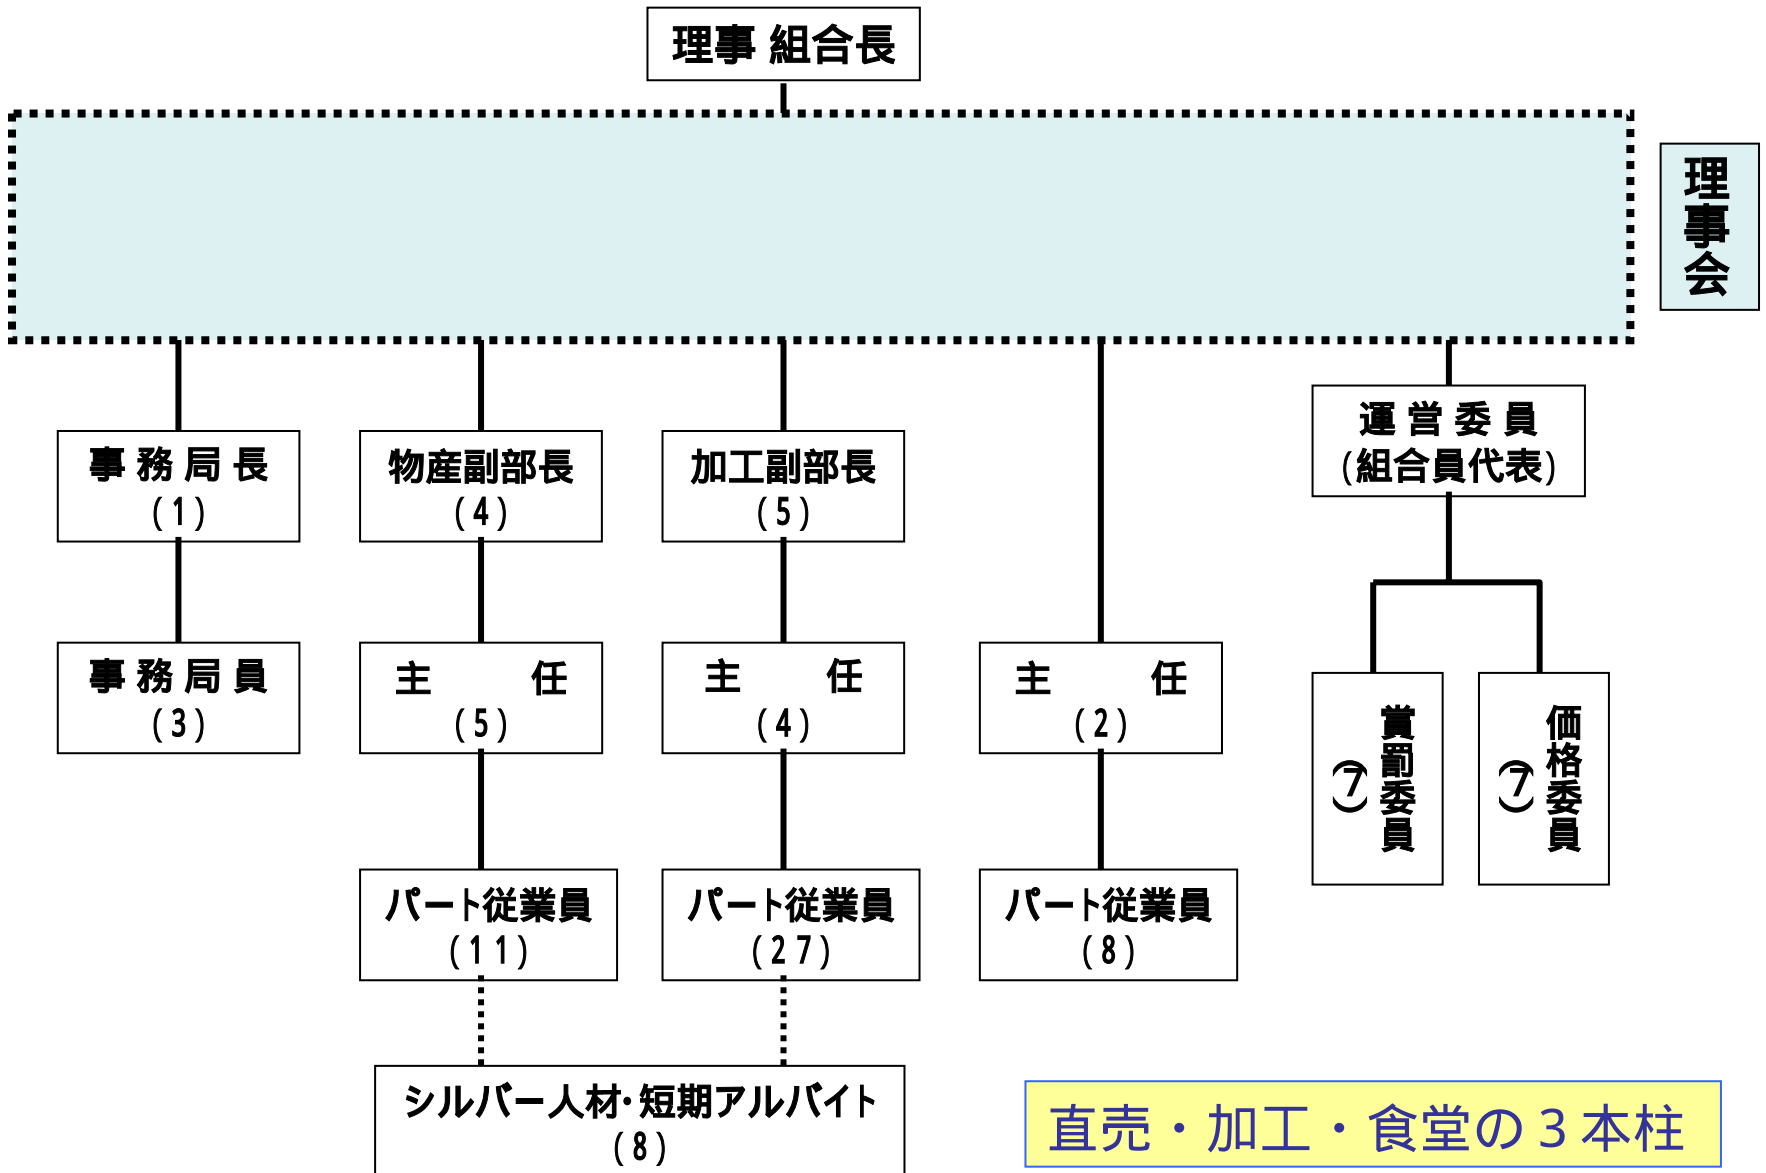 理事 組合長
理事会
事務局長
(1)
物産副部長
(4)
加工副部長
(5)
運営委員
(組合員代表)
事務局員
(3)
主 任
(5)
主 任
(4)
主 任
(2)
賞罰委員
(7)
価格委員
(7)
パート従業員
(11)
パート従業員
(27)
パート従業員
(8)
シルバー人材・短期アルバイト
(8)
直売・加工・食堂の3本柱